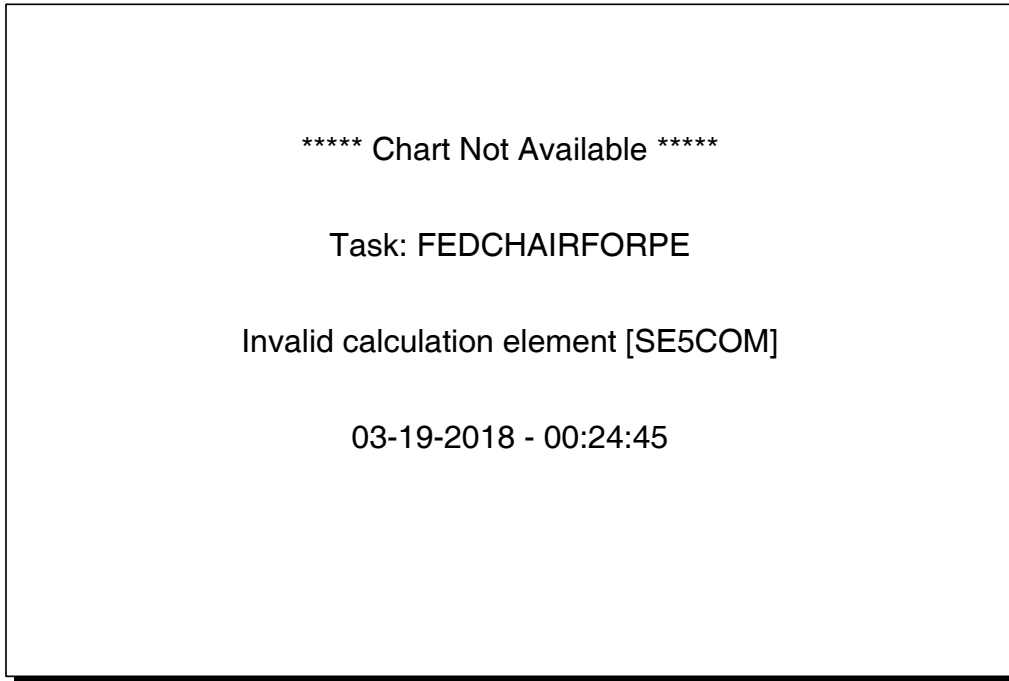 ***** Chart Not Available *****
Task: FEDCHAIRFORPE
Invalid calculation element [SE5COM]
03-19-2018 - 00:24:45